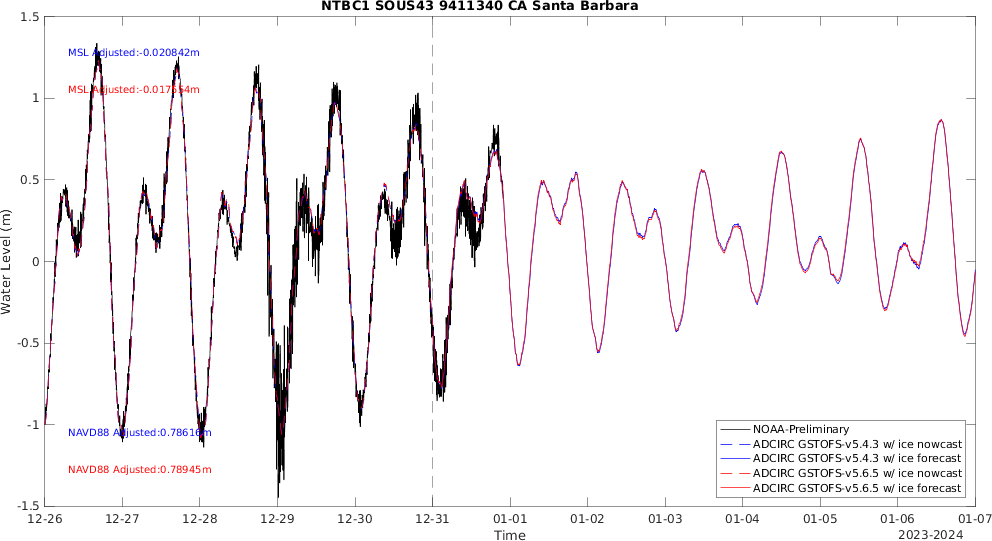 NTBC1 SOUS43 9411340 CA Santa Barbara
1.5
1
0.5
0
-0.5
-1
-1.5
Water Level (m)
MSL Adjusted:-0.020842m
MSL Adjusted:-0.017554m
NAVD88 Adjusted:0.78616m
NAVD88 Adjusted:0.78945m
NOAA-Preliminary
ADCIRC GSTOFS-v5.4.3 w/ ice nowcast
ADCIRC GSTOFS-v5.4.3 w/ ice forecast
ADCIRC GSTOFS-v5.6.5 w/ ice nowcast
ADCIRC GSTOFS-v5.6.5 w/ ice forecast
12-26 12-27 12-28 12-29 12-30 12-31 01-01 01-02 01-03 01-04 01-05 01-06 01-07
Time
2023-2024